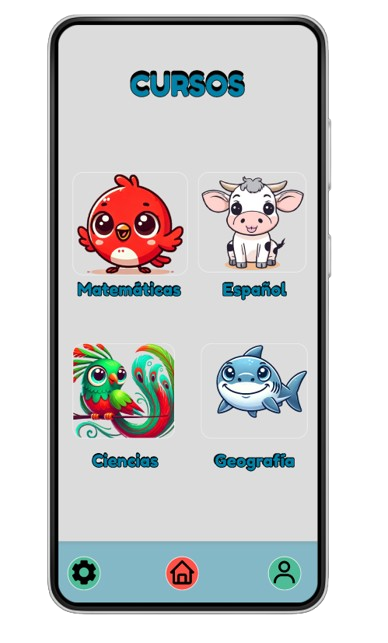 CURSOS
Matemáticas Español
Ciencias Geografía